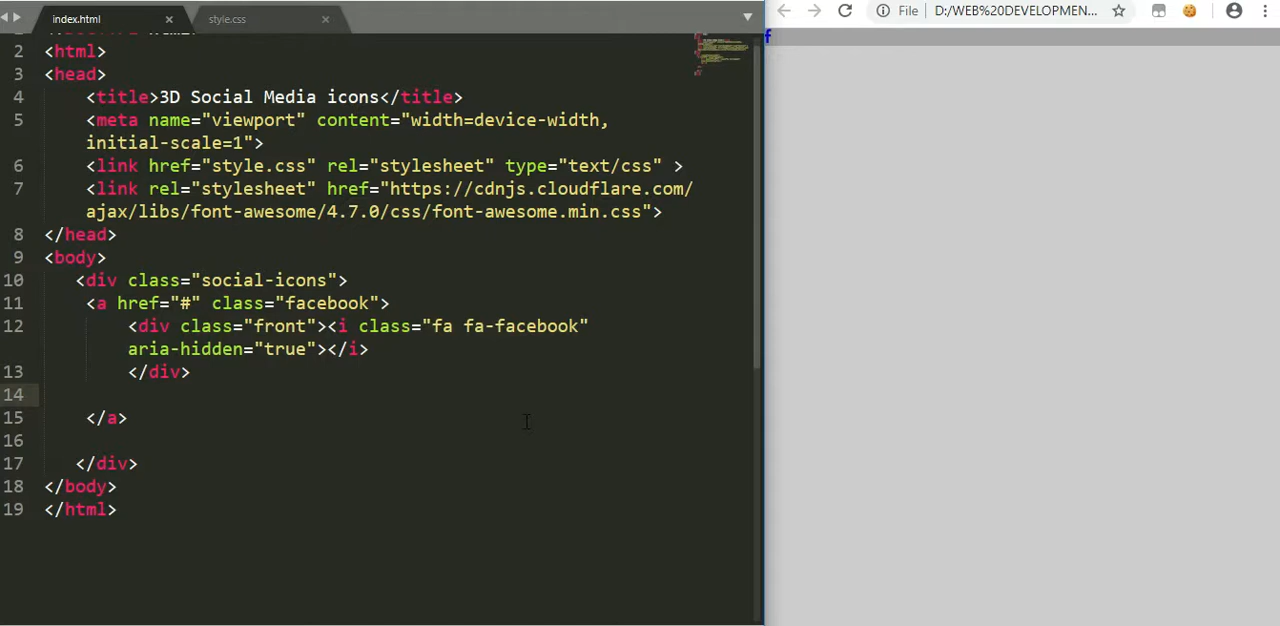 index.html × style.css ×
File D:/WEB%20DEVELOPMEN...
f
2 <html>
3 <head>
4 <title>3D Social Media icons</title>
5 <meta name="viewport" content="width=device-width,
initial-scale=1">
6 <link href="style.css" rel="stylesheet" type="text/css" >
7 <link rel="stylesheet" href="https://cdnjs.cloudflare.com/
ajax/libs/font-awesome/4.7.0/css/font-awesome.min.css">
8 </head>
9 <body>
10 <div class="social-icons">
11 <a href="#" class="facebook">
12 <div class="front"><i class="fa fa-facebook"
aria-hidden="true"></i>
13 </div>
14
15 </a>
16
17 </div>
18 </body>
19 </html>